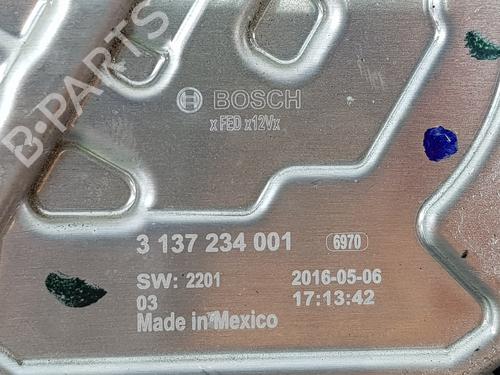 B-PARTS
BOSCH
x FED x12Vx
3 137 234 001 6970
SW: 2201 2016-05-06
03 17:13:42
Made in Mexico